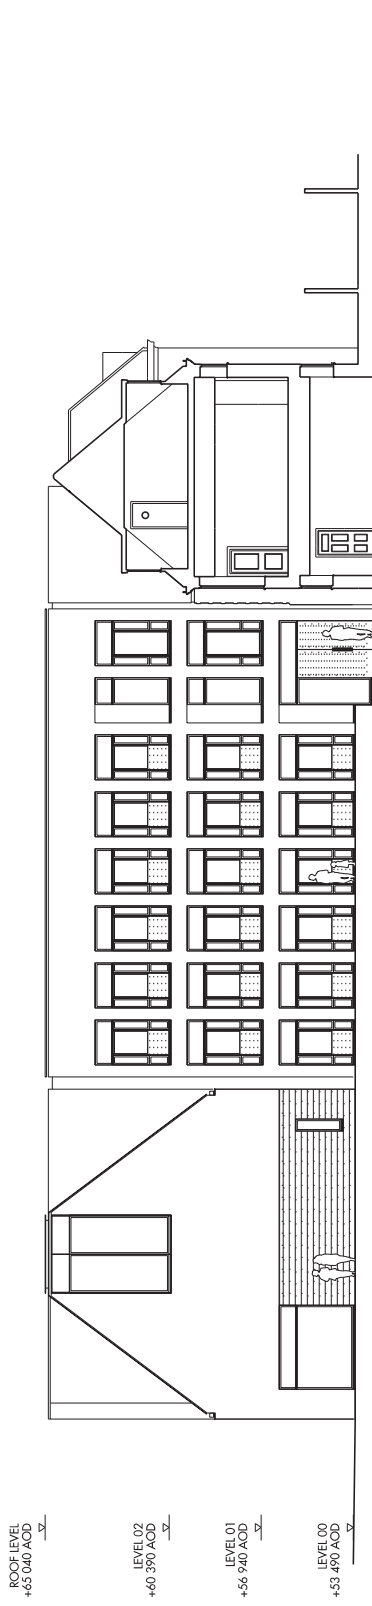 ROOF LEVEL
+65 040 AOD
LEVEL 02
+60 390 AOD
LEVEL 01
+56 940 AOD
LEVEL 00
+53 490 AOD